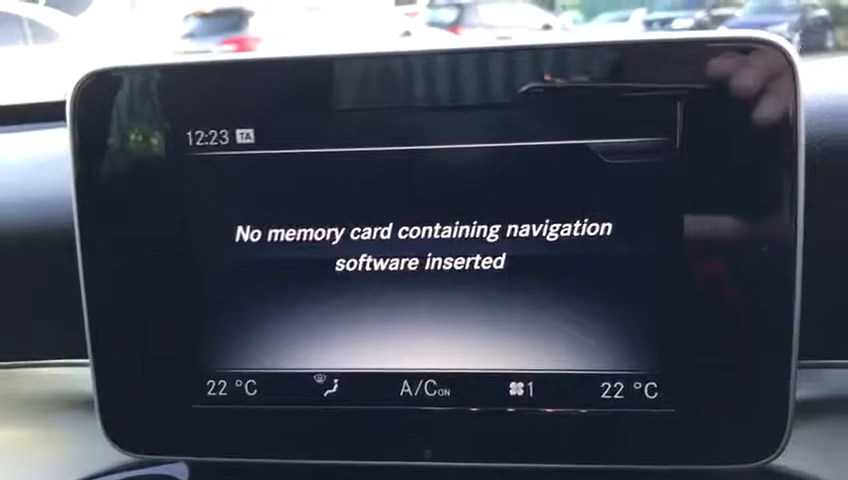 12:23 TA
No memory card containing navigation
software inserted
22 °C A/C ON 1 22 °C